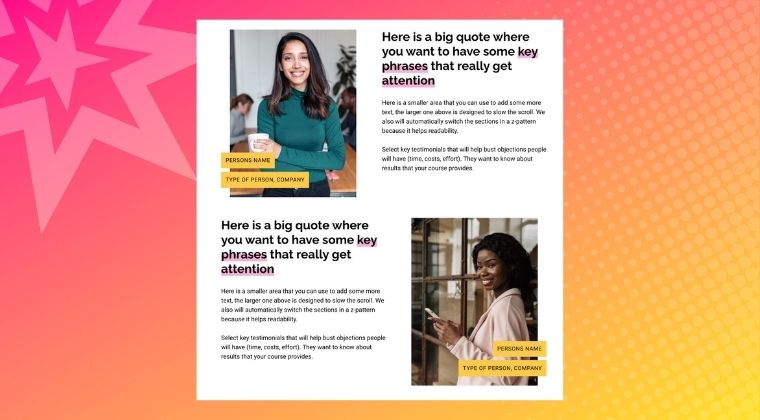 Here is a big quote where
you want to have some key
phrases that really get
attention
Here is a smaller area that you can use to add some more
text, the larger one above is designed to slow the scroll. We
also will automatically switch the sections in a z-pattern
because it helps readability.
Select key testimonials that will help bust objections people
will have (time, costs, effort). They want to know about
results that your course provides.
PERSONS NAME
TYPE OF PERSON, COMPANY
Here is a big quote where
you want to have some key
phrases that really get
attention
Here is a smaller area that you can use to add some more
text, the larger one above is designed to slow the scroll. We
also will automatically switch the sections in a z-pattern
because it helps readability.
Select key testimonials that will help bust objections people
will have (time, costs, effort). They want to know about
results that your course provides.
PERSONS NAME
TYPE OF PERSON, COMPANY